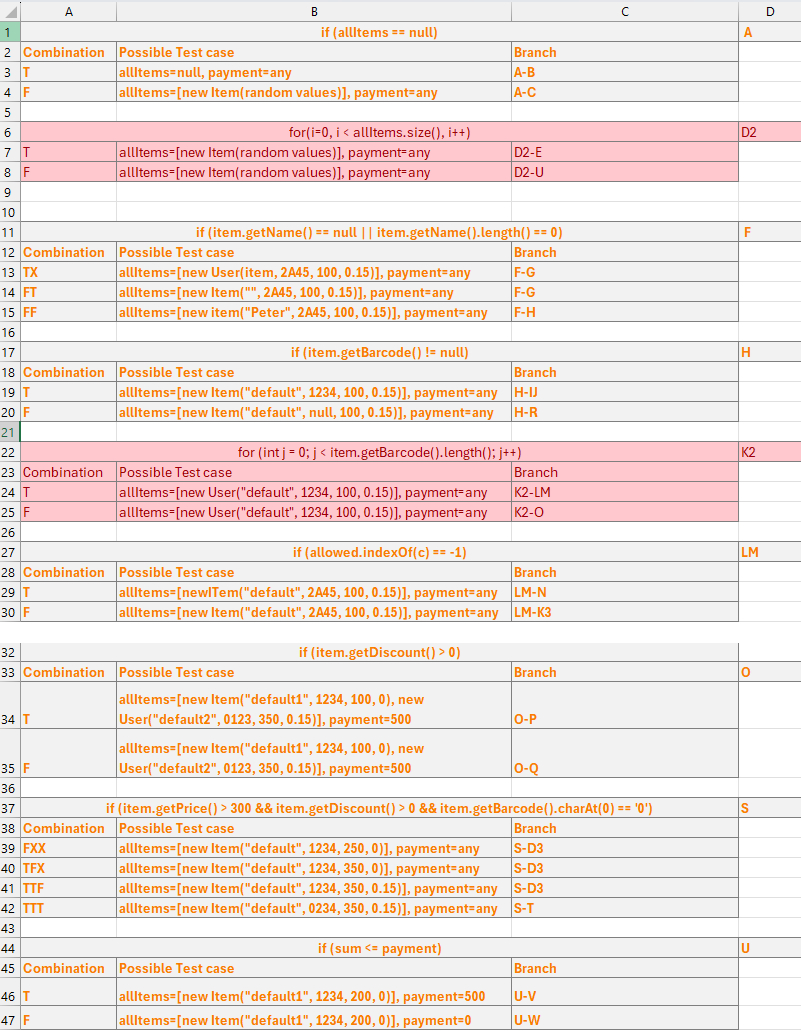 A B C D
1 if (allItems == null) A
2 Combination Possible Test case Branch
3 T allItems=null, payment=any A-B
4 F allItems=[new Item(random values)], payment=any A-C
5
6 for(i=0, i < allItems.size(), i++) D2
7 T allItems=[new Item(random values)], payment=any D2-E
8 F allItems=[new Item(random values)], payment=any D2-U
9
10
11 if (item.getName() == null || item.getName().length() == 0) F
12 Combination Possible Test case Branch
13 TX allItems=[new User(item, 2A45, 100, 0.15)], payment=any F-G
14 FT allItems=[new Item("", 2A45, 100, 0.15)], payment=any F-G
15 FF allItems=[new item("Peter", 2A45, 100, 0.15)], payment=any F-H
16
17 if (item.getBarcode() != null) H
18 Combination Possible Test case Branch
19 T allItems=[new Item("default", 1234, 100, 0.15)], payment=any H-IJ
20 F allItems=[new Item("default", null, 100, 0.15)], payment=any H-R
21
22 for (int j = 0; j < item.getBarcode().length(); j++) K2
23 Combination Possible Test case Branch
24 T allItems=[new User("default", 1234, 100, 0.15)], payment=any K2-LM
25 F allItems=[new User("default", 1234, 100, 0.15)], payment=any K2-O
26
27 if (allowed.indexOf(c) == -1) LM
28 Combination Possible Test case Branch
29 T allItems=[newITem("default", 2A45, 100, 0.15)], payment=any LM-N
30 F allItems=[new Item("default", 2A45, 100, 0.15)], payment=any LM-K3
32 if (item.getDiscount() > 0)
33 Combination Possible Test case Branch O
allItems=[new Item("default1", 1234, 100, 0), new
34 T User("default2", 0123, 350, 0.15)], payment=500 O-P
allItems=[new Item("default1", 1234, 100, 0), new
35 F User("default2", 0123, 350, 0.15)], payment=500 O-Q
36
37 if (item.getPrice() > 300 && item.getDiscount() > 0 && item.getBarcode().charAt(0) == '0') S
38 Combination Possible Test case Branch
39 FXX allItems=[new Item("default", 1234, 250, 0)], payment=any S-D3
40 TFX allItems=[new Item("default", 1234, 350, 0)], payment=any S-D3
41 TTF allItems=[new Item("default", 1234, 350, 0.15)], payment=any S-D3
42 TTT allItems=[new Item("default", 0234, 350, 0.15)], payment=any S-T
43
44 if (sum <= payment) U
45 Combination Possible Test case Branch
46 T allItems=[new Item("default1", 1234, 200, 0)], payment=500 U-V
47 F allItems=[new Item("default1", 1234, 200, 0)], payment=0 U-W